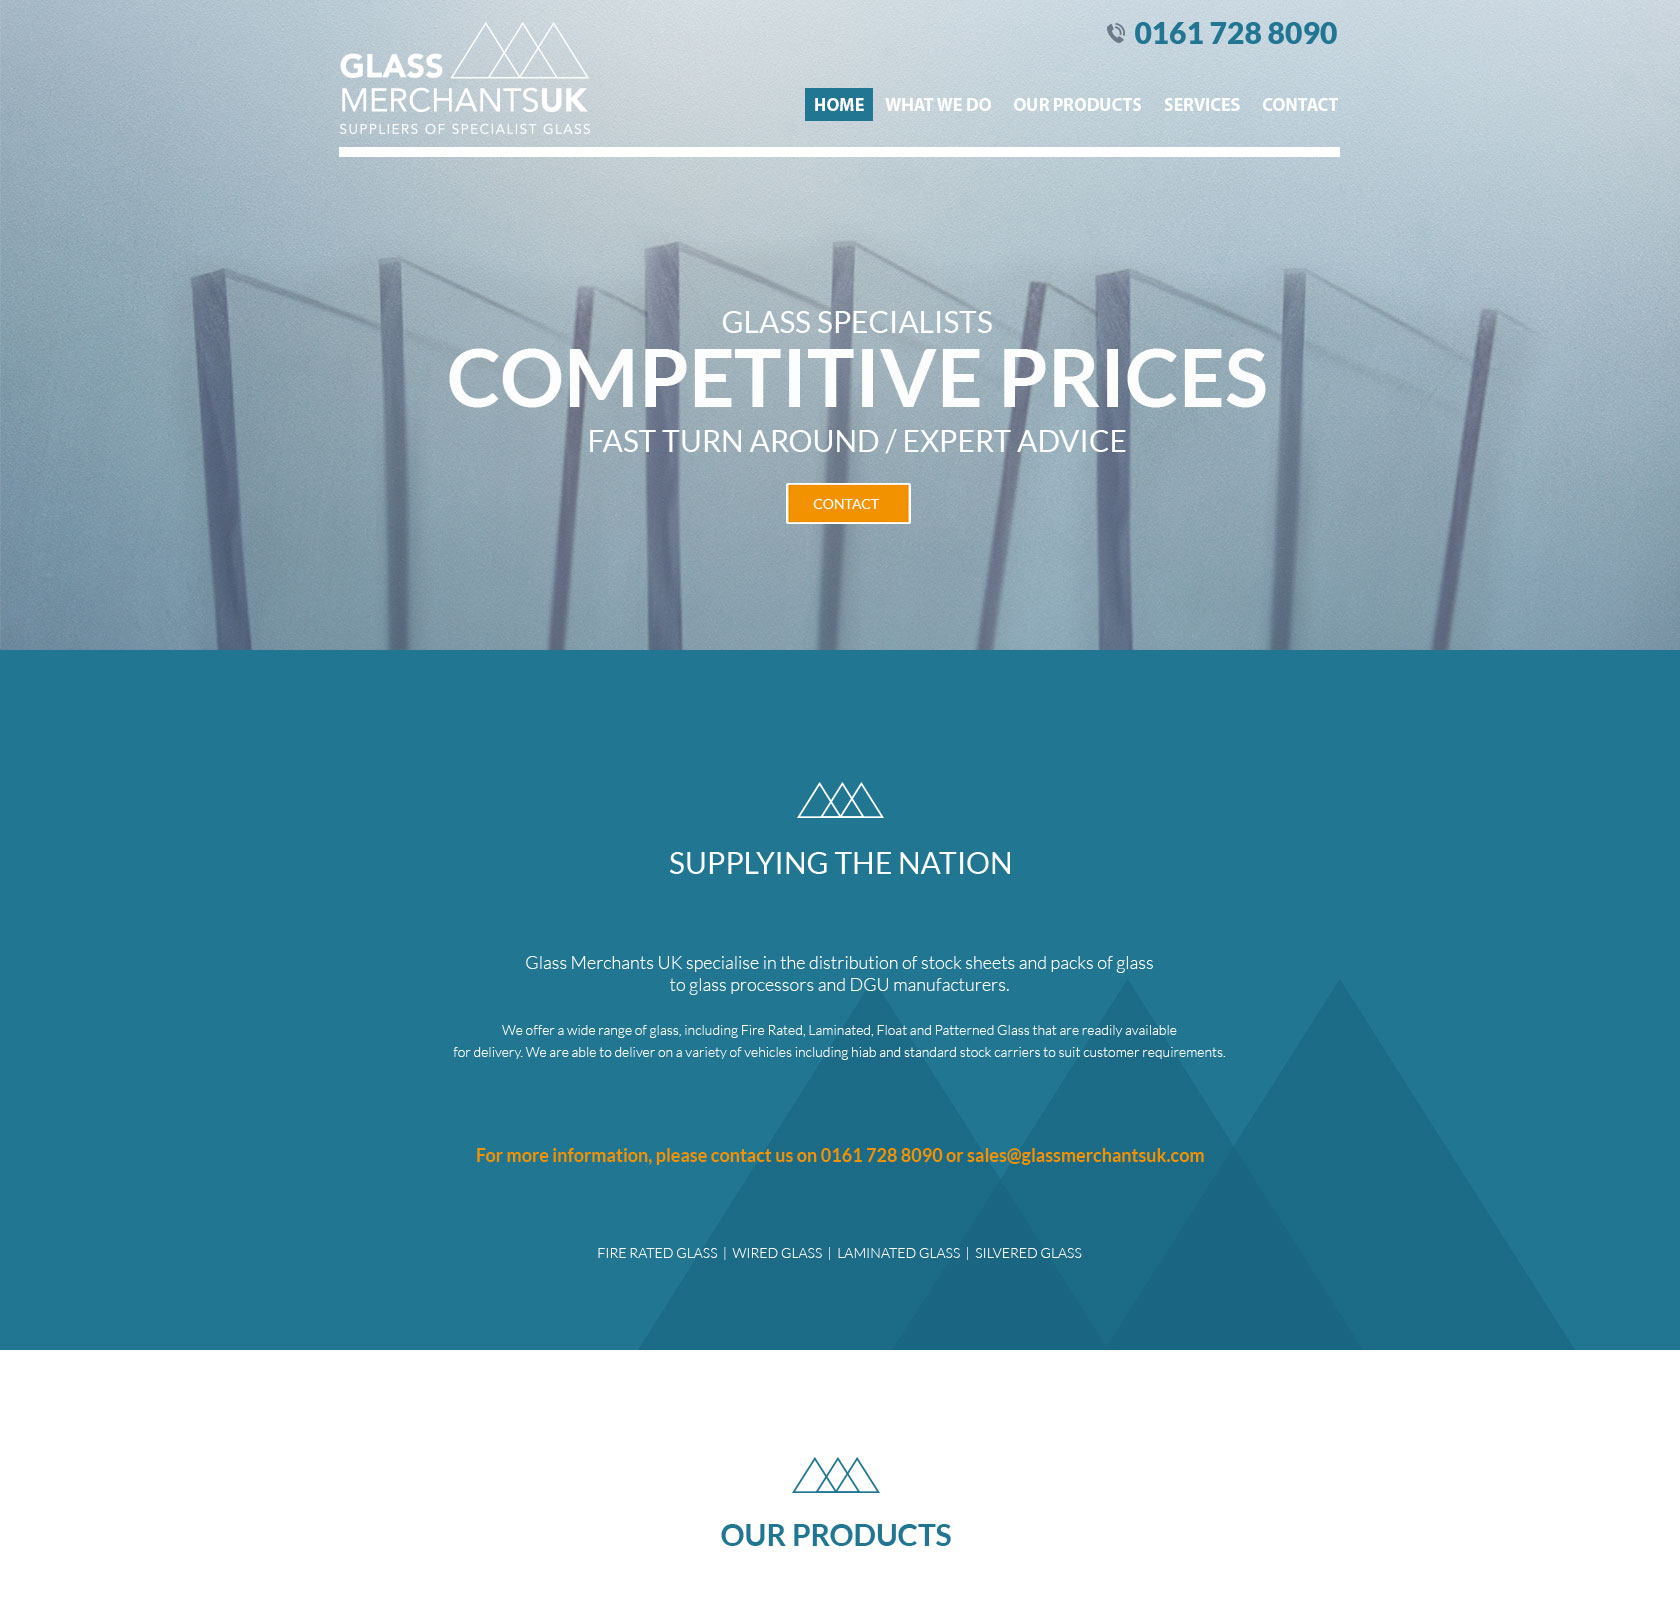 0161 728 8090
GLASS
MERCHANTSUK
SUPPLIERS OF SPECIALIST GLASS
HOME WHAT WE DO OUR PRODUCTS SERVICES CONTACT
GLASS SPECIALISTS
COMPETITIVE PRICES
FAST TURN AROUND / EXPERT ADVICE
CONTACT
SUPPLYING THE NATION
Glass Merchants UK specialise in the distribution of stock sheets and packs of glass
to glass processors and DGU manufacturers.
We offer a wide range of glass, including Fire Rated, Laminated, Float and Patterned Glass that are readily available
for delivery. We are able to deliver on a variety of vehicles including hiab and standard stock carriers to suit customer requirements.
For more information, please contact us on 0161 728 8090 or sales@glassmerchantsuk.com
FIRE RATED GLASS | WIRED GLASS | LAMINATED GLASS | SILVERED GLASS
OUR PRODUCTS